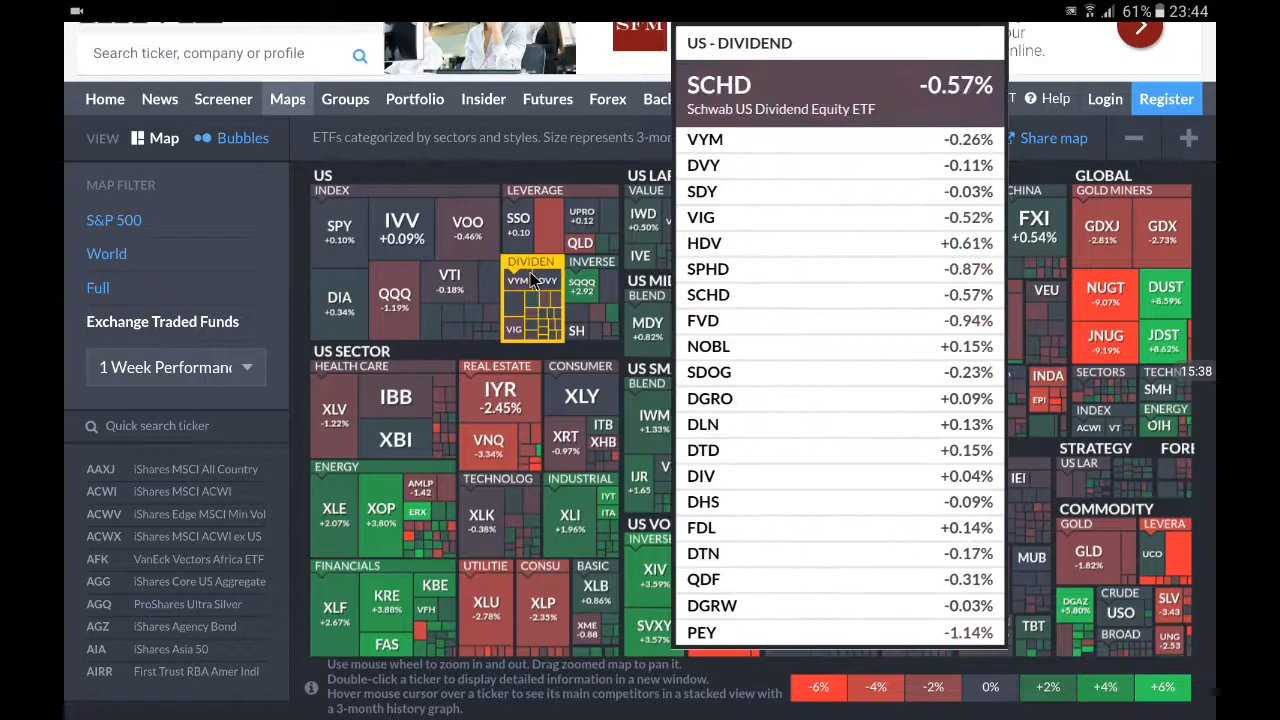 61% 23:44
SFM
our
online.
Search ticker, company or profile
Home News Screener Maps Groups Portfolio Insider Futures Forex Back
Help Login Register
VIEW Map Bubbles
ETFs categorized by sectors and styles. Size represents 3-mon
Share map
MAP FILTER
S&P 500
World
Full
Exchange Traded Funds
1 Week Performanc
Quick search ticker
AAXJ iShares MSCI All Country
ACWI iShares MSCI ACWI
ACWV iShares Edge MSCI Min Vol
ACWX iShares MSCI ACWI ex US
AFK VanEck Vectors Africa ETF
AGG iShares Core US Aggregate
AGQ ProShares Ultra Silver
AGZ iShares Agency Bond
AIA iShares Asia 50
AIRR First Trust RBA Amer Indl
US
INDEX
SPY
+0.10%
IVV
+0.09%
VOO
-0.46%
DIA
+0.34%
QQQ
-1.19%
VTI
-0.18%
LEVERAGE
SSO
+0.10
UPRO
+0.12
QLD
DIVIDEN
VYM DVY
VIG
INVERSE
SQQQ
+2.92
SH
US SECTOR
HEALTH CARE
XLV
-1.22%
IBB
XBI
REAL ESTATE
IYR
-2.45%
VNQ
-3.34%
CONSUMER
XLY
XRT
-0.97%
ITB
XHB
ENERGY
XLE
+2.07%
XOP
+3.80%
AMLP
-1.42
ERX
TECHNOLOG
XLK
-0.38%
INDUSTRIAL
XLI
+1.96%
IYT
ITA
FINANCIALS
XLF
+2.67%
KRE
+3.88%
KBE
VFH
FAS
UTILITIE
XLU
-2.78%
CONSU
XLP
-2.35%
BASIC
XLB
+0.86%
XME
-0.88
US LAR
VALUE
IWD
+0.50%
IVE
US MID
BLEND
MDY
+0.82%
US SM
BLEND
IWM
+1.33%
IJR
+1.65
US VO
INVERSE
XIV
+3.59%
SVXY
+3.57%
US - DIVIDEND
SCHD -0.57%
Schwab US Dividend Equity ETF
VYM -0.26%
DVY -0.11%
SDY -0.03%
VIG -0.52%
HDV +0.61%
SPHD -0.87%
SCHD -0.57%
FVD -0.94%
NOBL +0.15%
SDOG -0.23%
DGRO +0.09%
DLN +0.13%
DTD +0.15%
DIV +0.04%
DHS -0.09%
FDL +0.14%
DTN -0.17%
QDF -0.31%
DGRW -0.03%
PEY -1.14%
CHINA
FXI
+0.54%
VEU
INDA
EPI
IEI
MUB
TBT
GLOBAL
GOLD MINERS
GDXJ
-2.81%
GDX
-2.73%
NUGT
-9.07%
DUST
+8.59%
JNUG
-9.19%
JDST
+8.62%
15:38
SECTORS
TECHN
SMH
INDEX
ACWI VT
ENERGY
OIH
STRATEGY
US LAR
FORE
COMMODITY
GOLD
GLD
-1.82%
LEVERA
UCO
DGAZ
+5.80%
CRUDE
USO
BROAD
SLV
-3.43
UNG
-2.53
Use mouse wheel to zoom in and out. Drag zoomed map to pan it.
Double-click a ticker to display detailed information in a new window.
Hover mouse cursor over a ticker to see its main competitors in a stacked view with
a 3-month history graph.
-6% -4% -2% 0% +2% +4% +6%